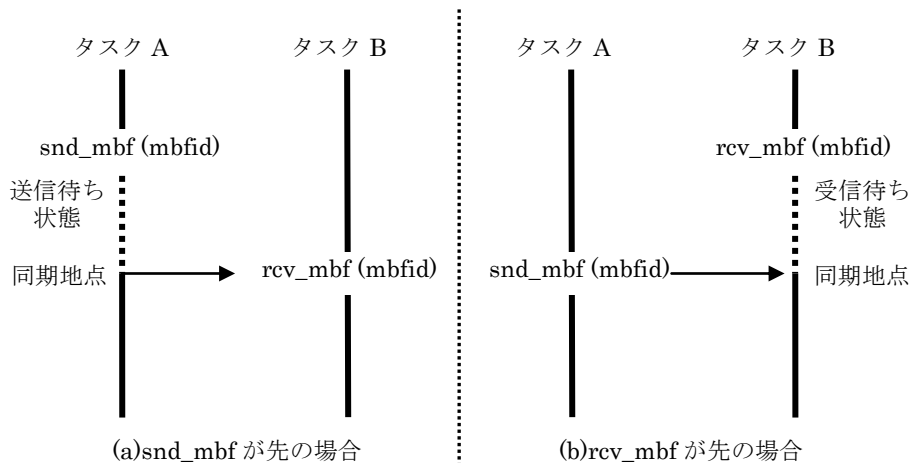 タスク A
タスク B
snd_mbf (mbfid)
送信待ち
状態
同期地点
rcv_mbf (mbfid)
(a)snd_mbf が先の場合
タスク A
タスク B
rcv_mbf (mbfid)
受信待ち
状態
snd_mbf (mbfid)
同期地点
(b)rcv_mbf が先の場合